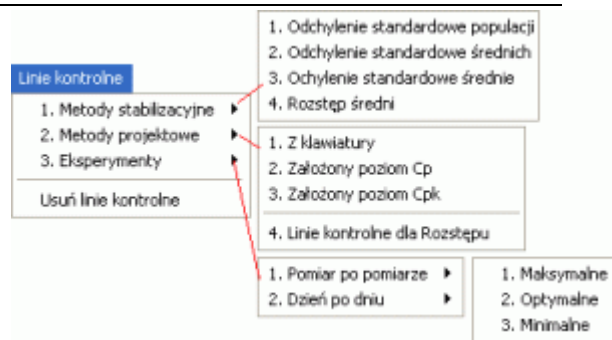 1. Odchylenie standardowe populacji
2. Odchylenie standardowe średnich
3. Ochylenie standardowe średnie
4. Rozstęp średni
Linie kontrolne
1. Metody stabilizacyjne
2. Metody projektowe
3. Eksperymenty
Usuń linie kontrolne
1. Z klawiatury
2. Założony poziom Cp
3. Założony poziom Cpk
4. Linie kontrolne dla Rozstępu
1. Pomiar po pomiarze
2. Dzień po dniu
1. Maksymalne
2. Optymalne
3. Minimalne